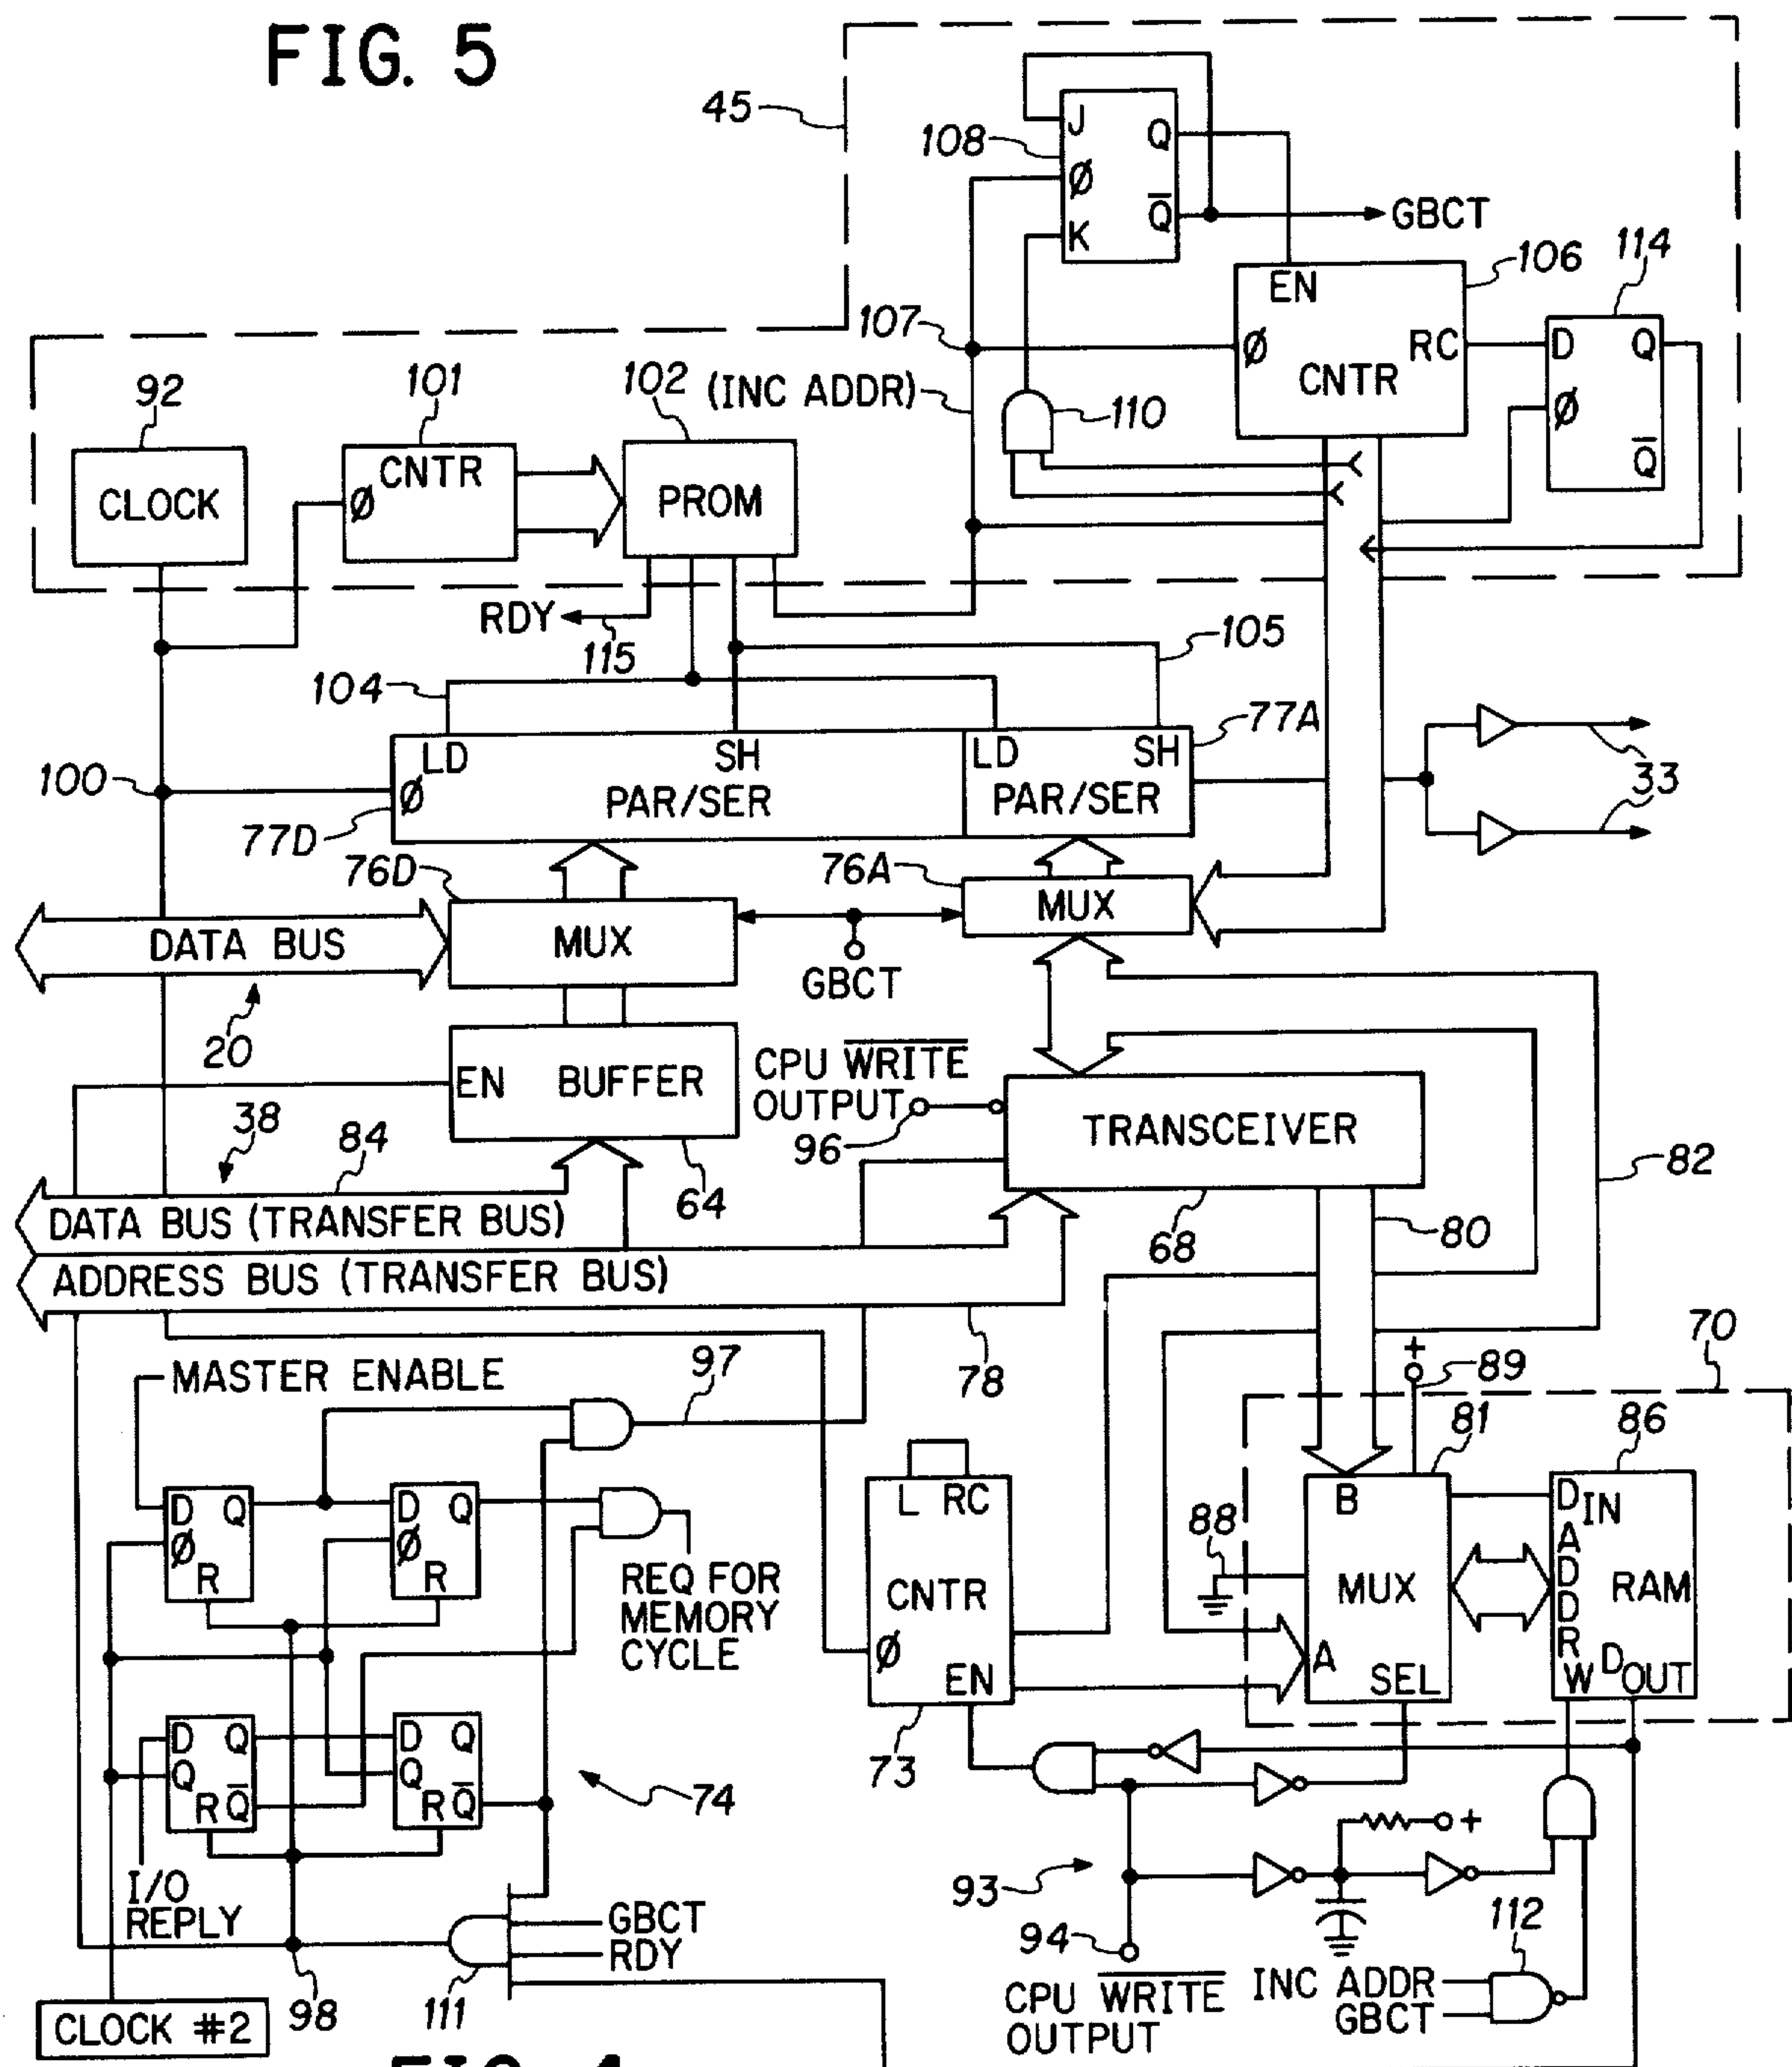 FIG. 5
45
108
J
Q
Ø
Q̅
K
GBCT
106
114
EN
107
Ø
RC
CNTR
D
Q
Ø
Q̅
92
101
102
(INC ADDR)
110
CLOCK
CNTR
Ø
PROM
RDY
115
105
104
77A
LD
SH
LD
SH
100
Ø
PAR/SER
PAR/SER
33
77D
76D
76A
DATA BUS
MUX
MUX
GBCT
20
EN
BUFFER
CPU W̅R̅I̅T̅E̅
OUTPUT
96
TRANSCEIVER
38
84
64
82
DATA BUS (TRANSFER BUS)
68
80
ADDRESS BUS (TRANSFER BUS)
78
70
MASTER ENABLE
97
+
89
81
86
D
Q
Ø
R
D
Q
Ø
R
REQ FOR
MEMORY
CYCLE
L
RC
CNTR
Ø
EN
73
88
B
MUX
A
SEL
DIN
ADDR
RAM
W
DOUT
D
Q
Q
R
Q̅
D
Q
Q
R
Q̅
74
I/O
REPLY
GBCT
RDY
98
111
CLOCK #2
93
94
CPU W̅R̅I̅T̅E̅
OUTPUT
+
112
INC ADDR
GBCT